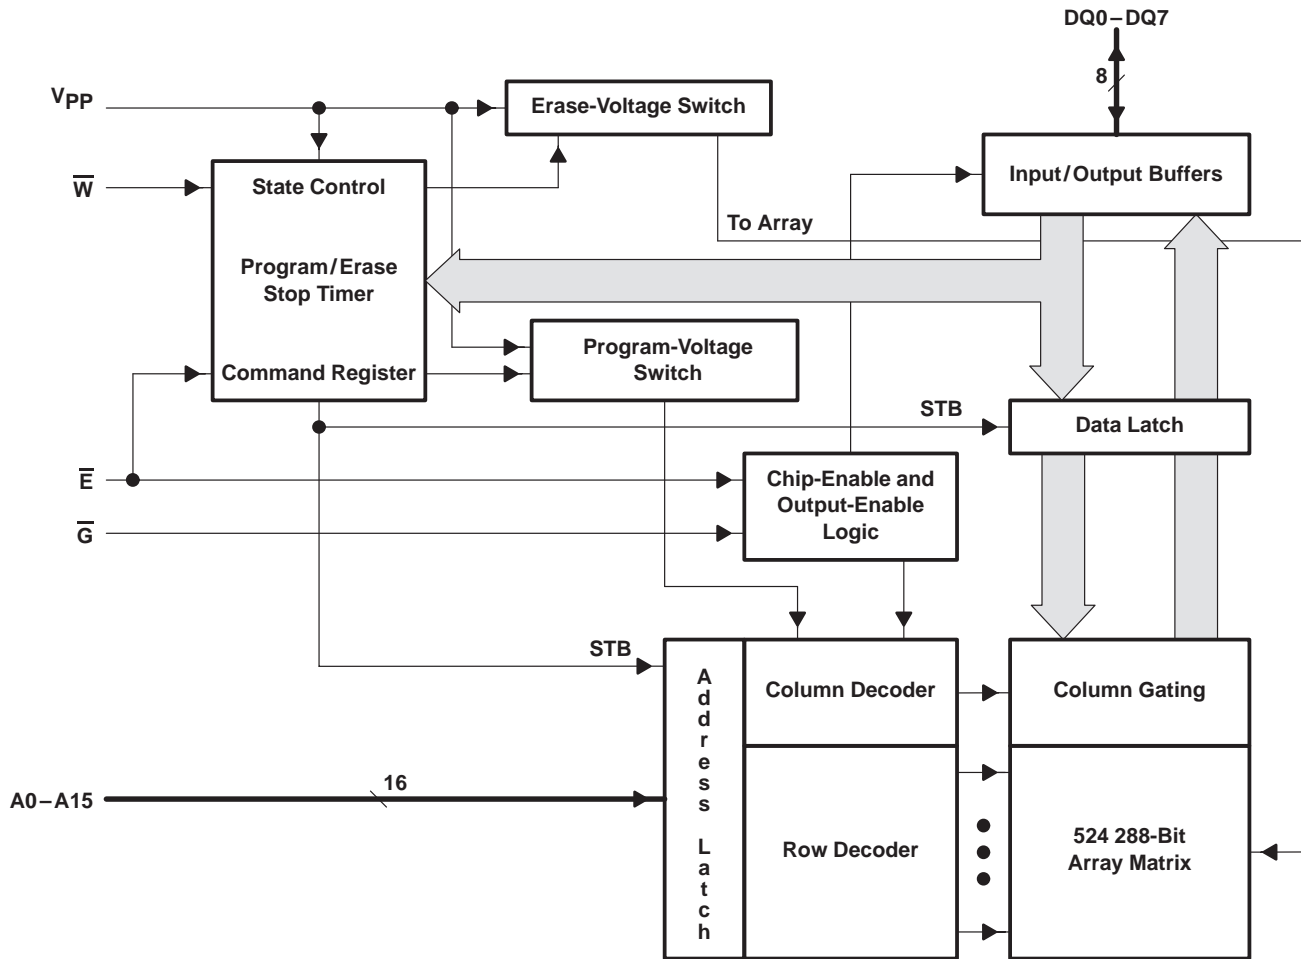 DQ0–DQ7
8
VPP
Erase-Voltage Switch
W̅
State Control
Input/Output Buffers
To Array
Program/Erase
Stop Timer
Program-Voltage
Switch
Command Register
STB
Data Latch
E̅
Chip-Enable and
Output-Enable
Logic
G̅
STB
Address Latch
Column Decoder
Column Gating
A0–A15
16
Row Decoder
524 288-Bit
Array Matrix